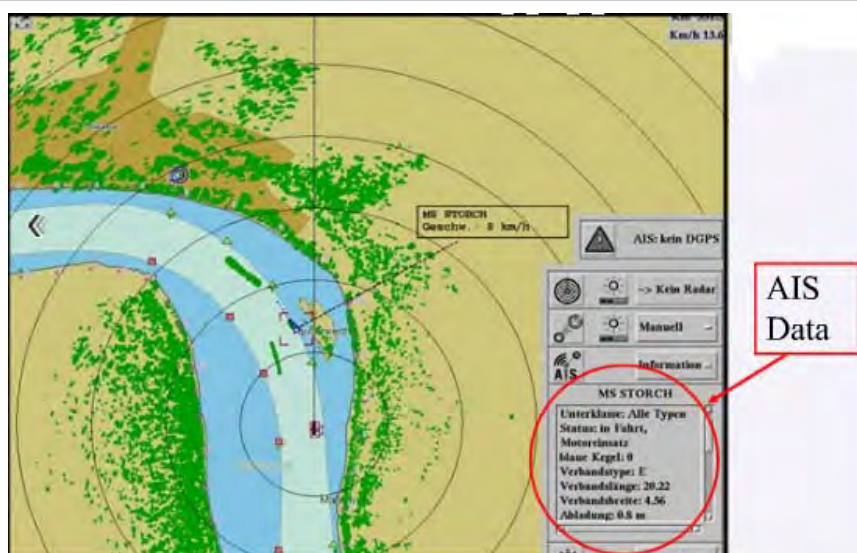 Km/h 13.6
MS STORCH
Geschw.: 8 km/h
AIS: kein DGPS
-> Kein Radar
Manuell
AIS
Information
MS STORCH
Unterklasse: Alle Typen
Status: in Fahrt,
Motoreinsatz
blaue Kegel: 0
Verbandstype: E
Verbandslänge: 20.22
Verbandsbreite: 4.56
Abladung: 0.8 m
AIS
Data